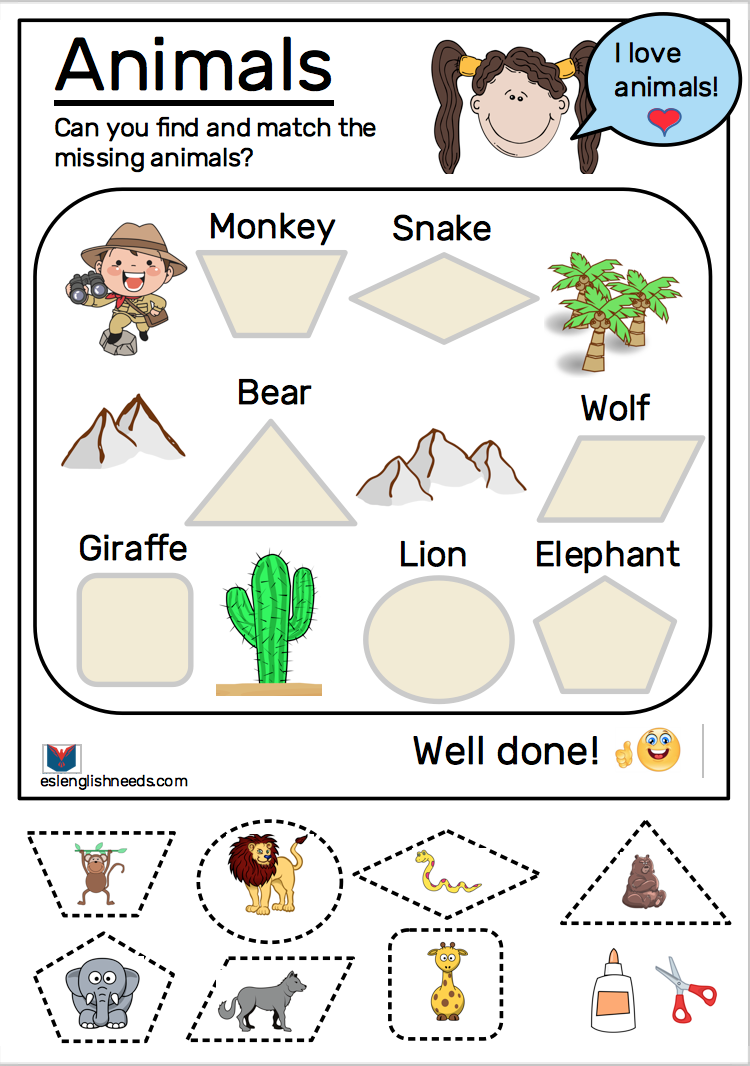 Animals
I love
animals!
Can you find and match the
missing animals?
Monkey
Snake
Bear
Wolf
Giraffe
Lion
Elephant
Well done!
eslenglishneeds.com